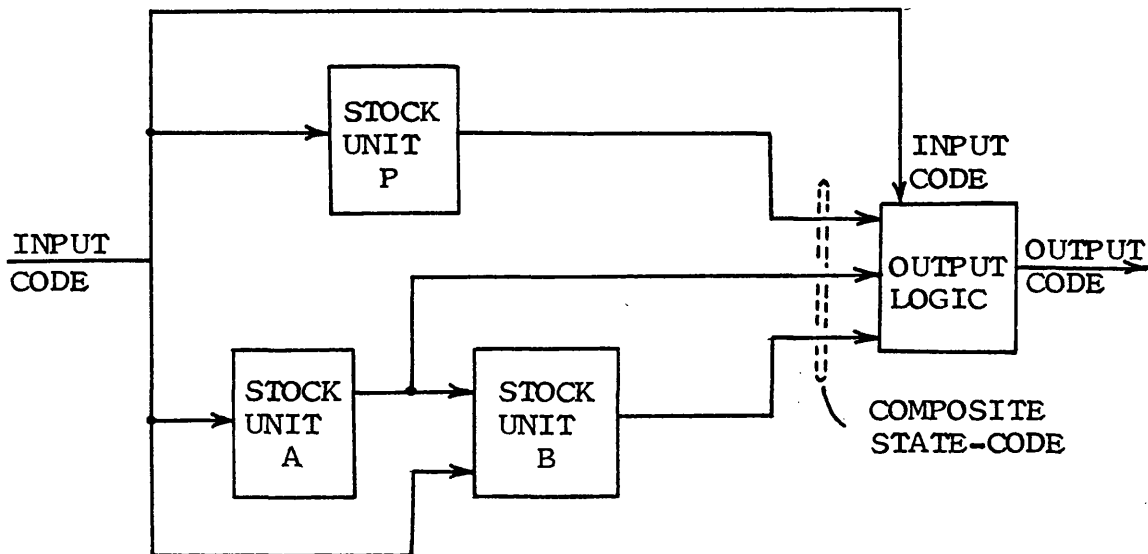 STOCK
UNIT
P
INPUT
CODE
INPUT
CODE
OUTPUT
LOGIC
OUTPUT
CODE
STOCK
UNIT
A
STOCK
UNIT
B
COMPOSITE
STATE-CODE